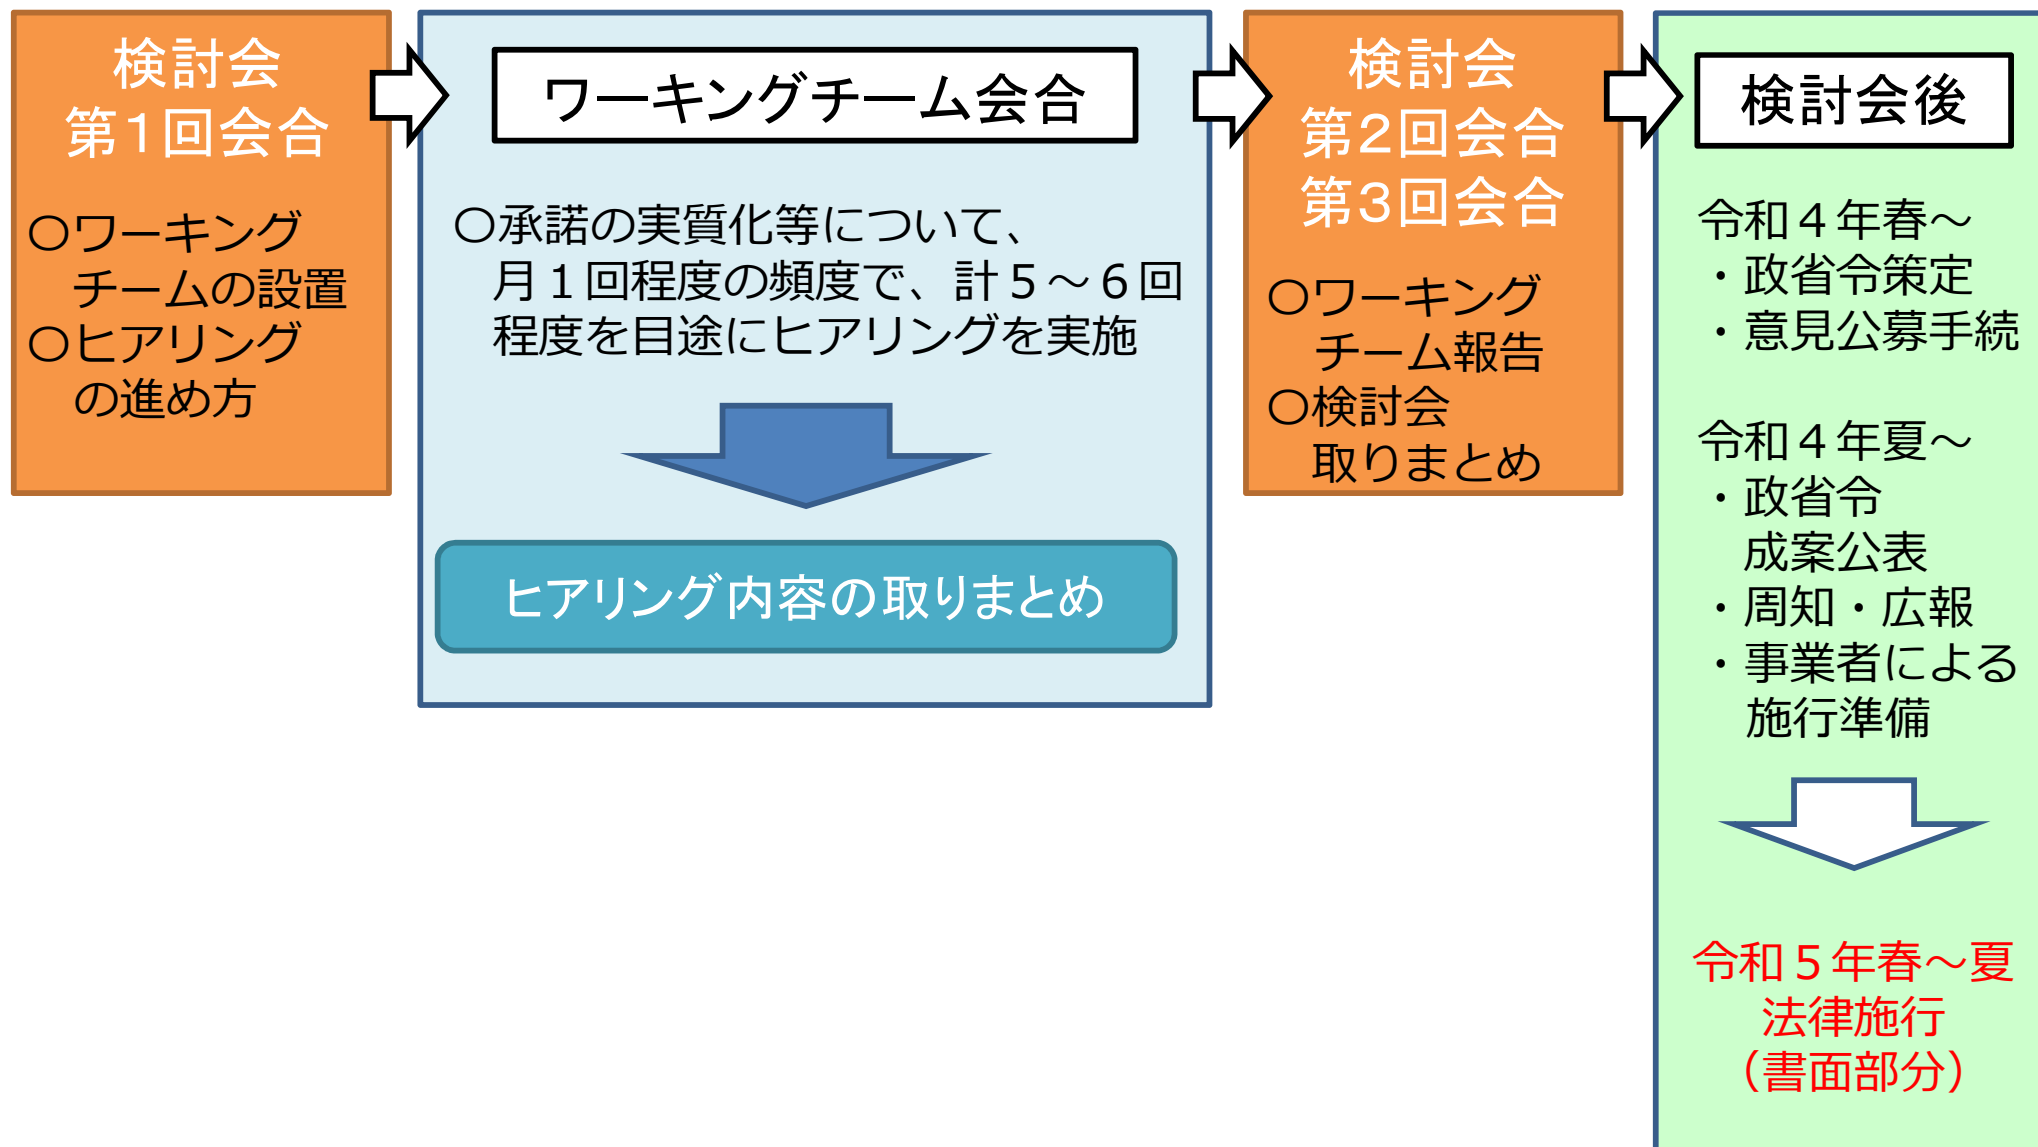 検討会
第１回会合
〇ワーキング
チームの設置
〇ヒアリング
の進め方
ワーキングチーム会合
〇承諾の実質化等について、
月１回程度の頻度で、計５～６回
程度を目途にヒアリングを実施
ヒアリング内容の取りまとめ
検討会
第２回会合
第３回会合
〇ワーキング
チーム報告
〇検討会
取りまとめ
検討会後
令和４年春～
・政省令策定
・意見公募手続
令和４年夏～
・政省令
成案公表
・周知・広報
・事業者による
施行準備
令和５年春～夏
法律施行
（書面部分）